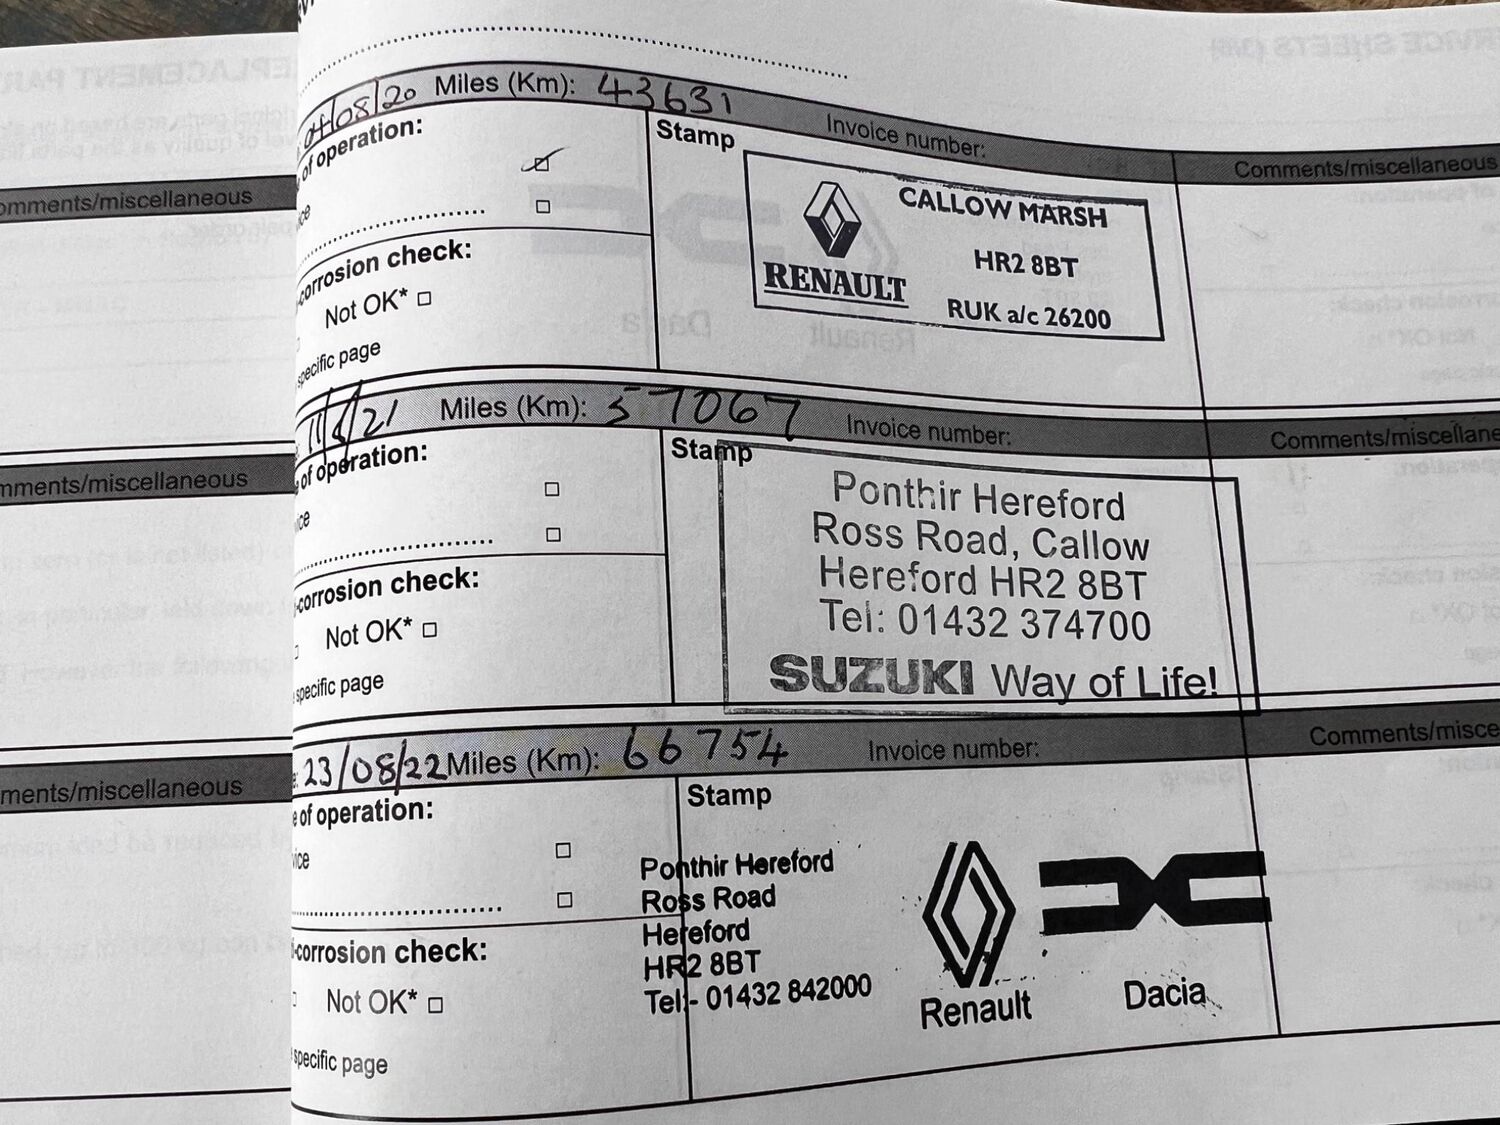 04/08/20 Miles (Km): 43631 Invoice number:
of operation:
Stamp
Comments/miscellaneous
CALLOW MARSH
HR2 8BT
RENAULT
RUK a/c 26200
-corrosion check:
Not OK*
specific page
Comments/miscellaneous
Miles (Km): 57067 Invoice number:
of operation:
Stamp
Comments/miscellane
Ponthir Hereford
Ross Road, Callow
Hereford HR2 8BT
Tel: 01432 374700
SUZUKI Way of Life!
-corrosion check:
Not OK*
specific page
mments/miscellaneous
23/08/22 Miles (Km): 66754 Invoice number:
e of operation:
Stamp
Comments/misce
Ponthir Hereford
Ross Road
Hereford
HR2 8BT
Tel:- 01432 842000
Renault
Dacia
-corrosion check:
Not OK*
specific page
ments/miscellaneous